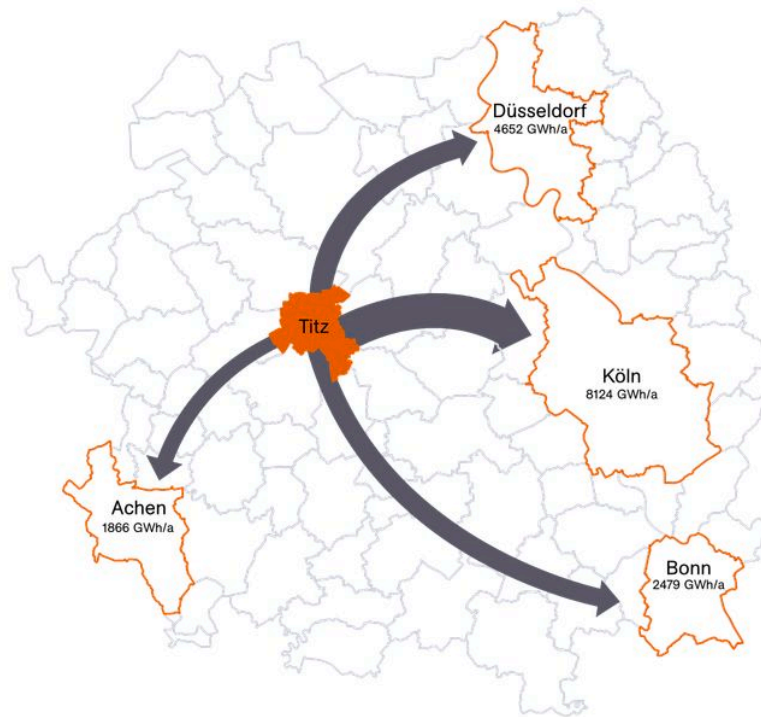 Düsseldorf
4652 GWh/a
Titz
Köln
8124 GWh/a
Achen
1866 GWh/a
Bonn
2479 GWh/a